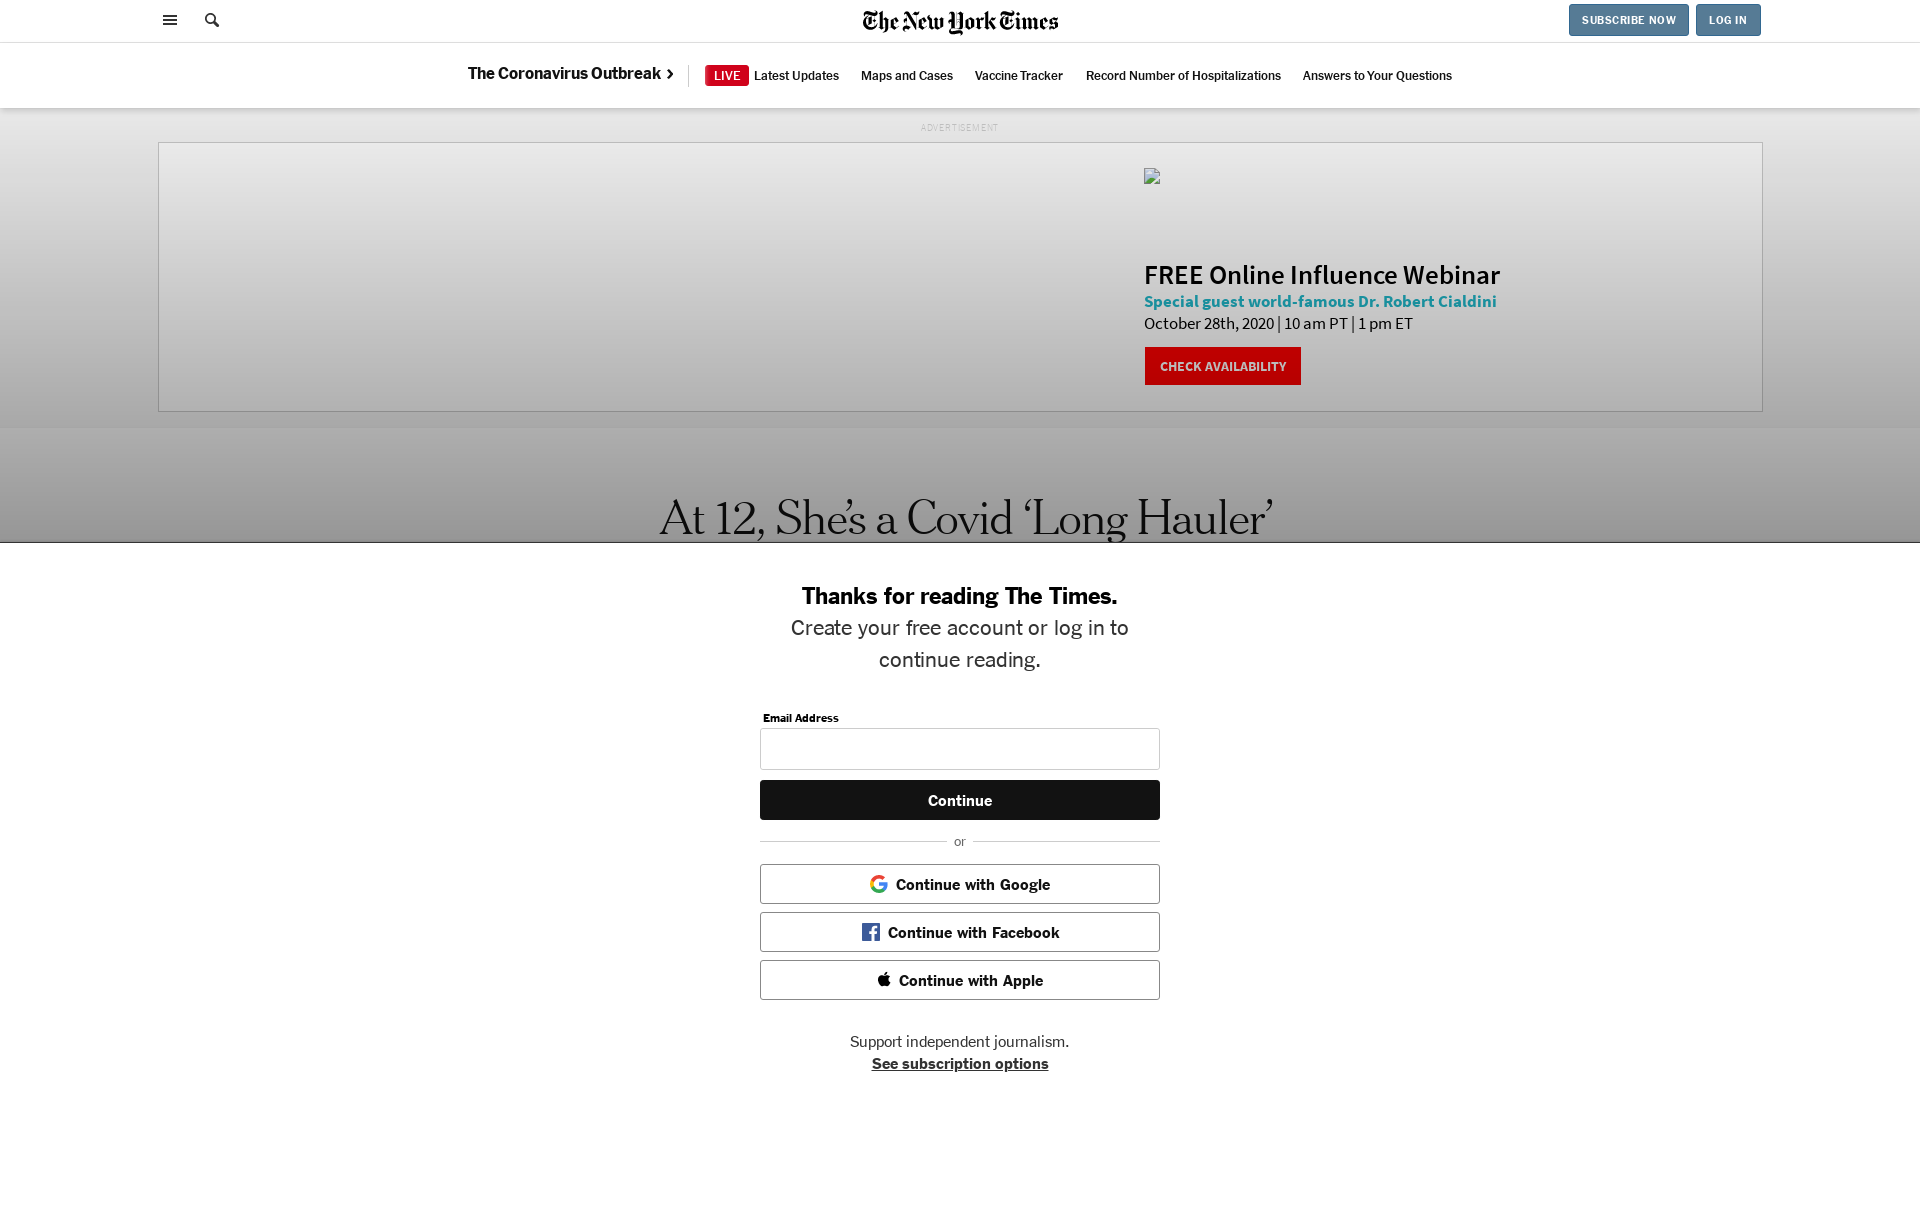 The New York Times
SUBSCRIBE NOW
LOG IN
The Coronavirus Outbreak
LIVE Latest Updates
Maps and Cases
Vaccine Tracker
Record Number of Hospitalizations
Answers to Your Questions
ADVERTISEMENT
FREE Online Influence Webinar
Special guest world-famous Dr. Robert Cialdini
October 28th, 2020 | 10 am PT | 1 pm ET
CHECK AVAILABILITY
At 12, She’s a Covid ‘Long Hauler’
Thanks for reading The Times.
Create your free account or log in to
continue reading.
Email Address
Continue
or
Continue with Google
Continue with Facebook
Continue with Apple
Support independent journalism.
See subscription options